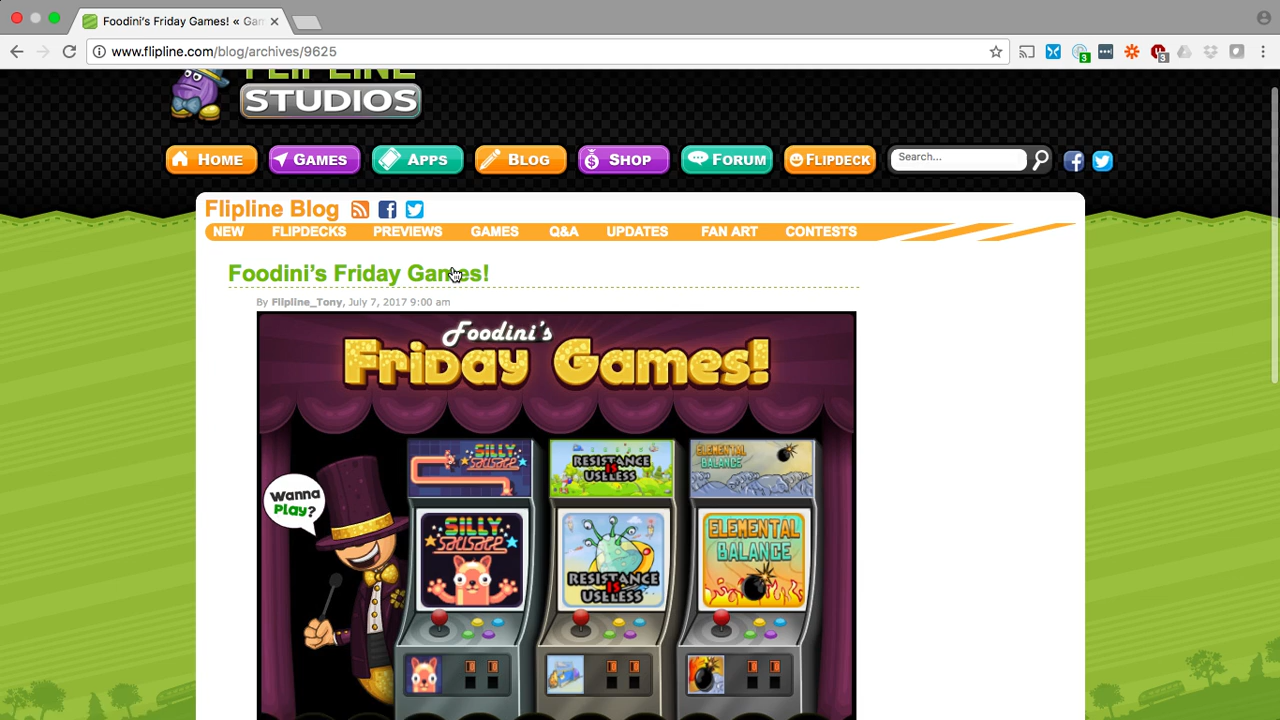 Foodini's Friday Games! « Gam
www.flipline.com/blog/archives/9625
3
3
FLIPLINE
STUDIOS
HOME
GAMES
APPS
BLOG
SHOP
FORUM
FLIPDECK
Search...
Flipline Blog
NEW FLIPDECKS PREVIEWS GAMES Q&A UPDATES FAN ART CONTESTS
Foodini's Friday Games!
By Flipline_Tony, July 7, 2017 9:00 am
Foodini's
Friday Games!
Wanna
Play?
SILLY
SAUSAGE
RESISTANCE
IS
USELESS
ELEMENTAL
BALANCE
SILLY
SAUSAGE
RESISTANCE
IS
USELESS
ELEMENTAL
BALANCE